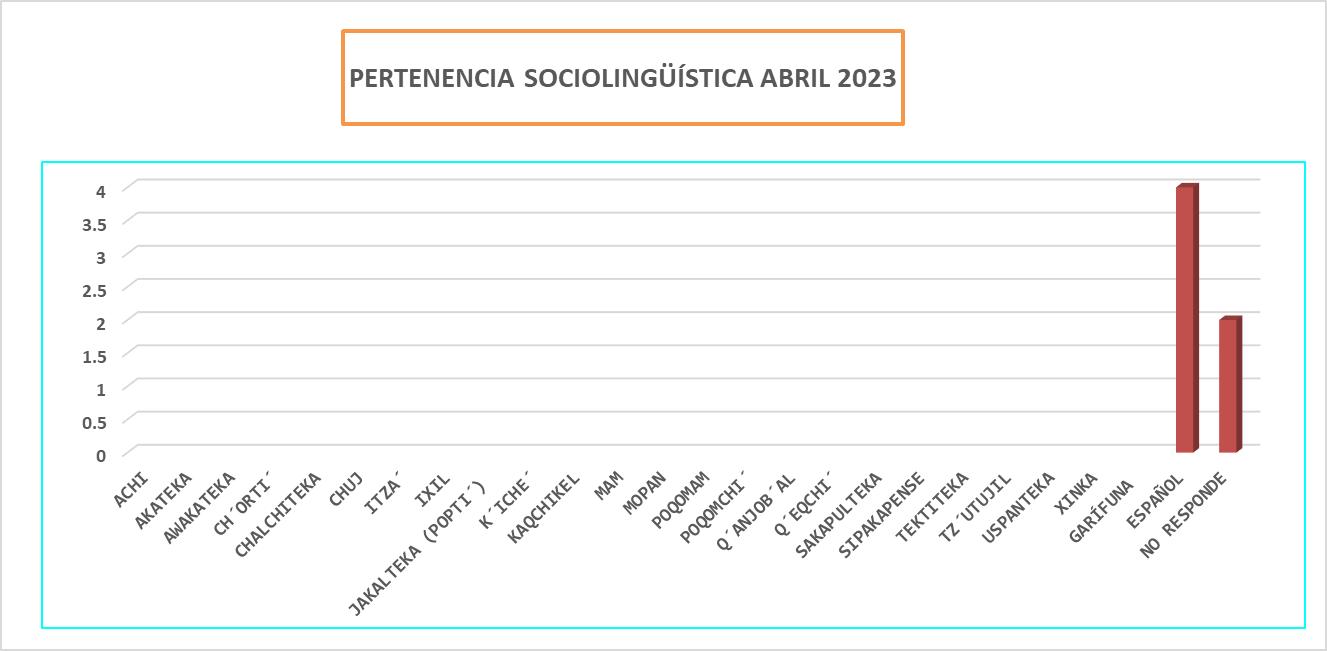 PERTENENCIA SOCIOLINGÜÍSTICA ABRIL 2023
4
3.5
3
2.5
2
1.5
1
0.5
0
ACHI
AKATEKA
AWAKATEKA
CH´ORTI´
CHALCHITEKA
CHUJ
ITZA´
IXIL
JAKALTEKA (POPTI´)
K´ICHE´
KAQCHIKEL
MAM
MOPAN
POQOMAM
POQOMCHI´
Q´ANJOB´AL
Q´EQCHI´
SAKAPULTEKA
SIPAKAPENSE
TEKTITEKA
TZ´UTUJIL
USPANTEKA
XINKA
GARÍFUNA
ESPAÑOL
NO RESPONDE